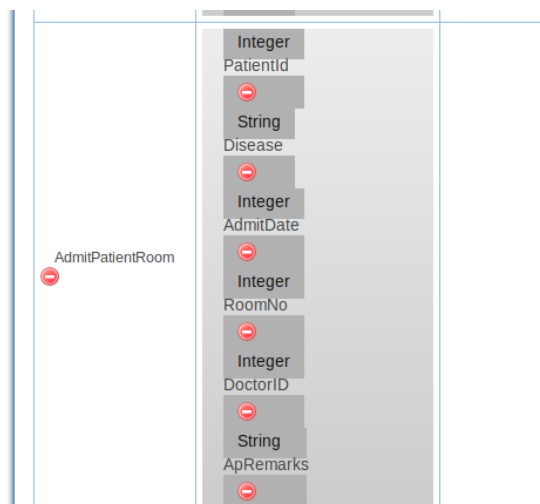 Integer
PatientId
String
Disease
Integer
AdmitDate
AdmitPatientRoom
Integer
RoomNo
Integer
DoctorID
String
ApRemarks